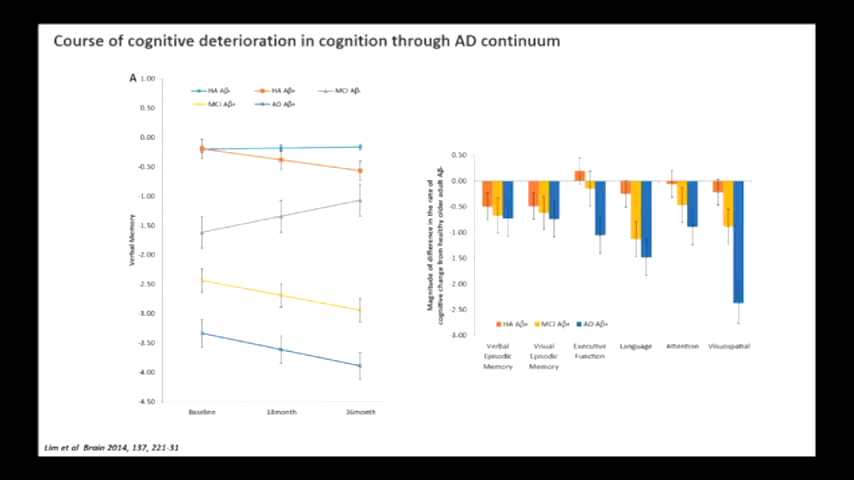 Course of cognitive deterioration in cognition through AD continuum
A
1.00
0.50
0.00
-0.50
-1.00
-1.50
-2.00
-2.50
-3.00
-3.50
-4.00
-4.50
Verbal Memory
HA Aβ-
HA Aβ+
MCI Aβ-
MCI Aβ+
AD Aβ+
Baseline
18month
36month
0.50
0.00
-0.50
-1.00
-1.50
-2.00
-2.50
-3.00
Magnitude of difference in the rate of
cognitive change from healthy older adult Aβ-
HA Aβ+
MCI Aβ+
AD Aβ+
Verbal
Episodic
Memory
Visual
Episodic
Memory
Executive
Function
Language
Attention
Visuospatial
Lim et al Brain 2014, 137, 221-31